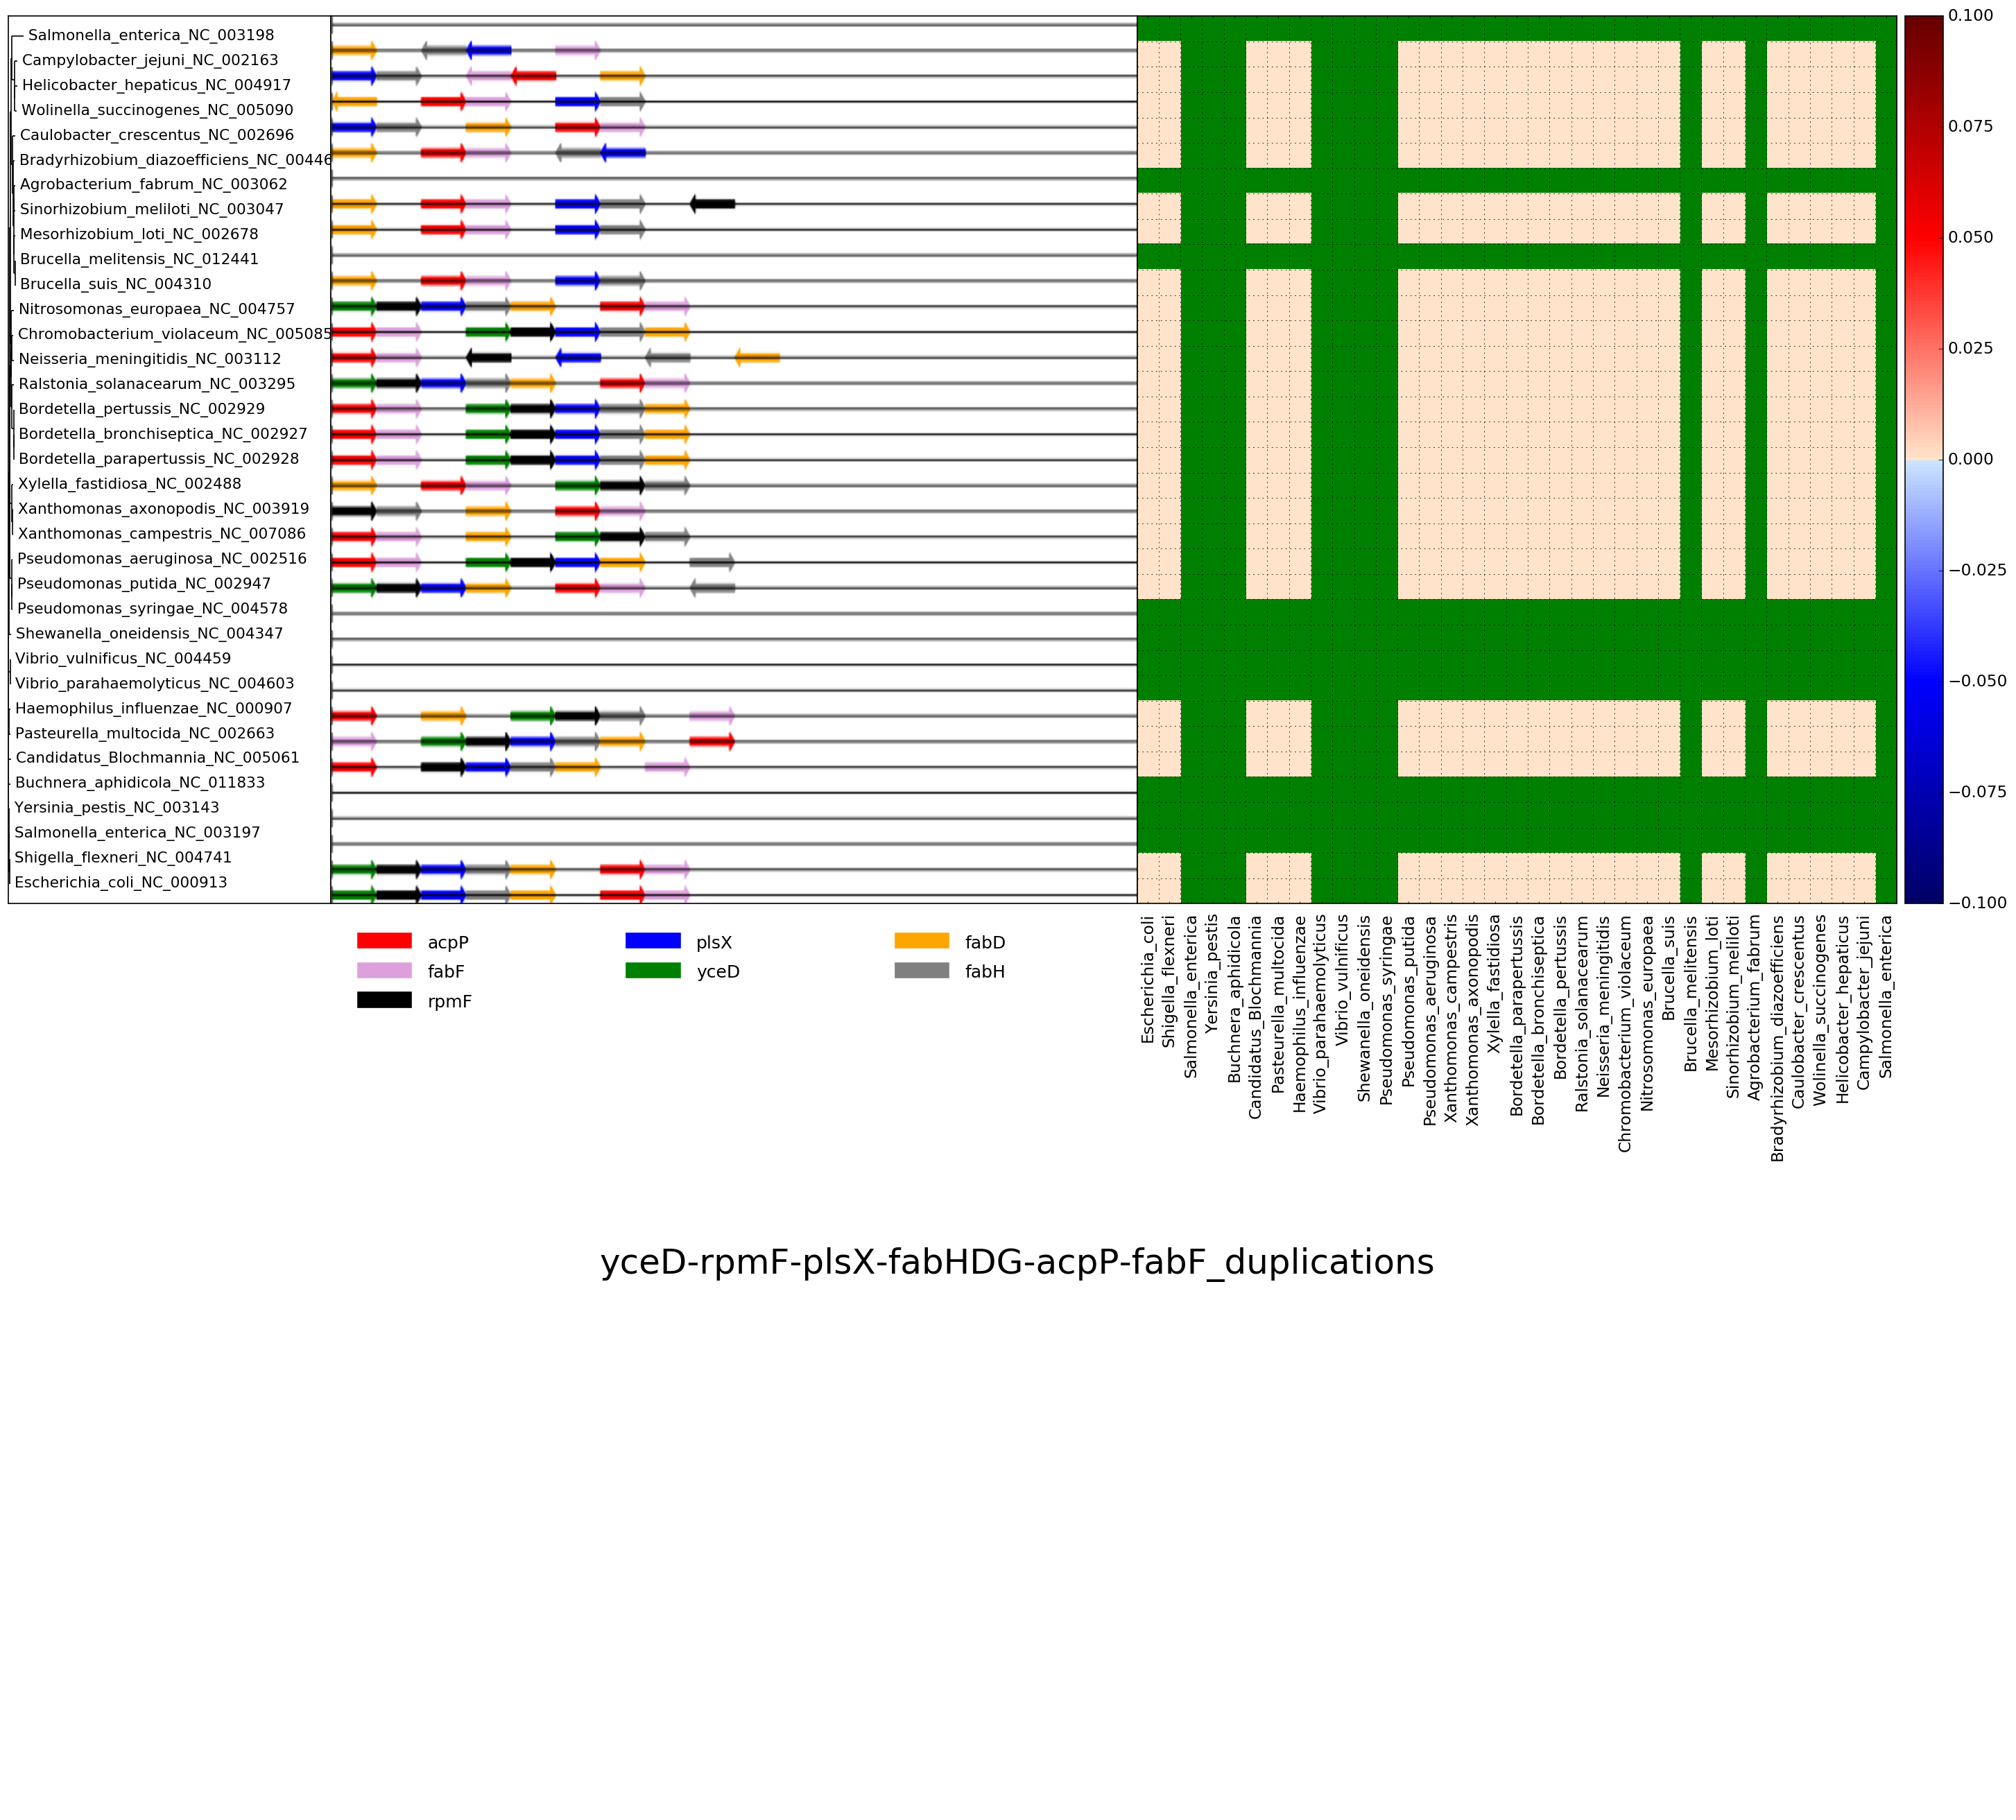 Salmonella_enterica_NC_003198
Campylobacter_jejuni_NC_002163
Helicobacter_hepaticus_NC_004917
Wolinella_succinogenes_NC_005090
Caulobacter_crescentus_NC_002696
Bradyrhizobium_diazoefficiens_NC_00446
Agrobacterium_fabrum_NC_003062
Sinorhizobium_meliloti_NC_003047
Mesorhizobium_loti_NC_002678
Brucella_melitensis_NC_012441
Brucella_suis_NC_004310
Nitrosomonas_europaea_NC_004757
Chromobacterium_violaceum_NC_005085
Neisseria_meningitidis_NC_003112
Ralstonia_solanacearum_NC_003295
Bordetella_pertussis_NC_002929
Bordetella_bronchiseptica_NC_002927
Bordetella_parapertussis_NC_002928
Xylella_fastidiosa_NC_002488
Xanthomonas_axonopodis_NC_003919
Xanthomonas_campestris_NC_007086
Pseudomonas_aeruginosa_NC_002516
Pseudomonas_putida_NC_002947
Pseudomonas_syringae_NC_004578
Shewanella_oneidensis_NC_004347
Vibrio_vulnificus_NC_004459
Vibrio_parahaemolyticus_NC_004603
Haemophilus_influenzae_NC_000907
Pasteurella_multocida_NC_002663
Candidatus_Blochmannia_NC_005061
Buchnera_aphidicola_NC_011833
Yersinia_pestis_NC_003143
Salmonella_enterica_NC_003197
Shigella_flexneri_NC_004741
Escherichia_coli_NC_000913
0.100
0.075
0.050
0.025
0.000
−0.025
−0.050
−0.075
−0.100
Escherichia_coli
Shigella_flexneri
Salmonella_enterica
Yersinia_pestis
Buchnera_aphidicola
Candidatus_Blochmannia
Pasteurella_multocida
Haemophilus_influenzae
Vibrio_parahaemolyticus
Vibrio_vulnificus
Shewanella_oneidensis
Pseudomonas_syringae
Pseudomonas_putida
Pseudomonas_aeruginosa
Xanthomonas_campestris
Xanthomonas_axonopodis
Xylella_fastidiosa
Bordetella_parapertussis
Bordetella_bronchiseptica
Bordetella_pertussis
Ralstonia_solanacearum
Neisseria_meningitidis
Chromobacterium_violaceum
Nitrosomonas_europaea
Brucella_suis
Brucella_melitensis
Mesorhizobium_loti
Sinorhizobium_meliloti
Agrobacterium_fabrum
Bradyrhizobium_diazoefficiens
Caulobacter_crescentus
Wolinella_succinogenes
Helicobacter_hepaticus
Campylobacter_jejuni
Salmonella_enterica
acpP
fabF
rpmF
plsX
yceD
fabD
fabH
yceD-rpmF-plsX-fabHDG-acpP-fabF_duplications